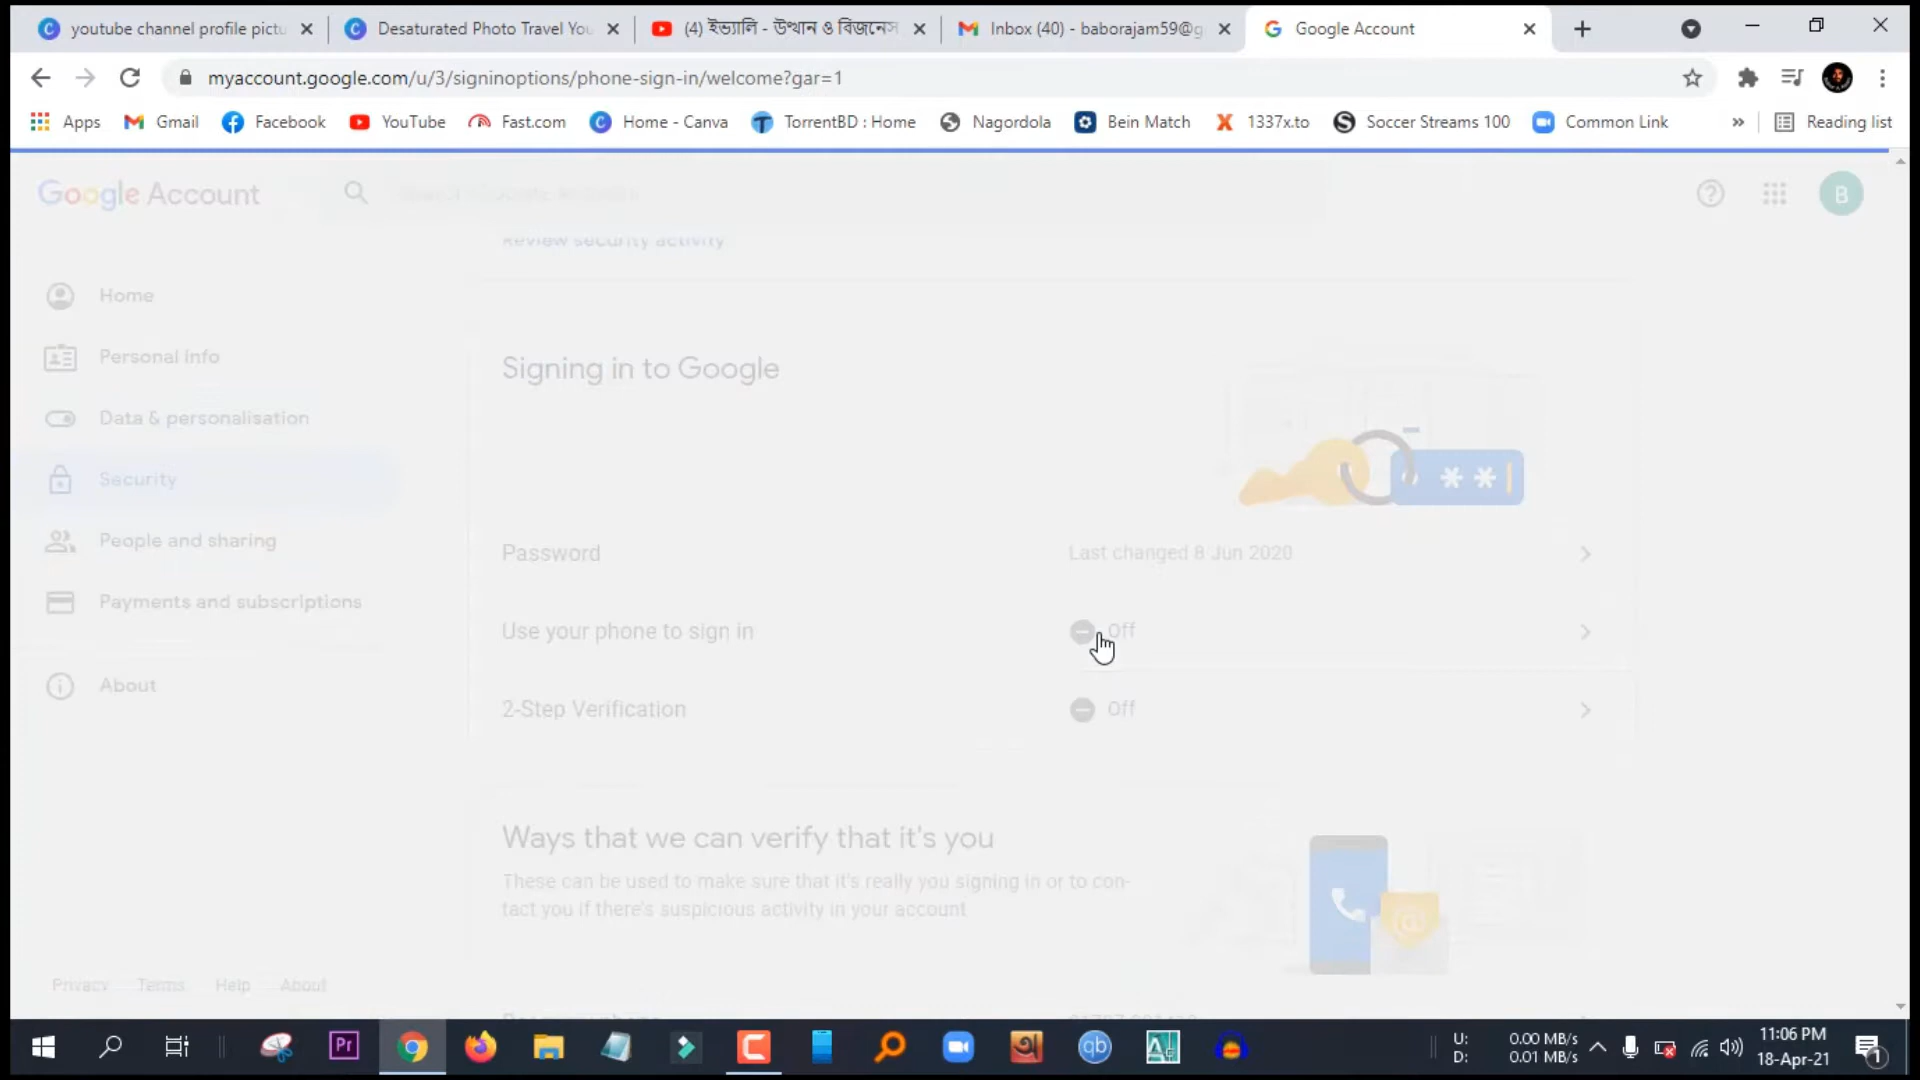 youtube channel profile pictu
Desaturated Photo Travel You
(4) ইভ্যালি - উত্থান ও বিজনেস
Inbox (40) - baborajam59@g
Google Account
myaccount.google.com/u/3/signinoptions/phone-sign-in/welcome?gar=1
Apps
Gmail
Facebook
YouTube
Fast.com
Home - Canva
TorrentBD : Home
Nagordola
Bein Match
1337x.to
Soccer Streams 100
Common Link
»
Reading list
Google Account
B
Review security activity
Home
Personal info
Data & personalisation
Security
People and sharing
Payments and subscriptions
About
Signing in to Google
Password
Last changed 8 Jun 2020
Use your phone to sign in
Off
2-Step Verification
Off
Ways that we can verify that it's you
These can be used to make sure that it's really you signing in or to con-
tact you if there's suspicious activity in your account
Privacy Terms Help About
Pr
qb
U: 0.00 MB/s
D: 0.01 MB/s
11:06 PM
18-Apr-21
1